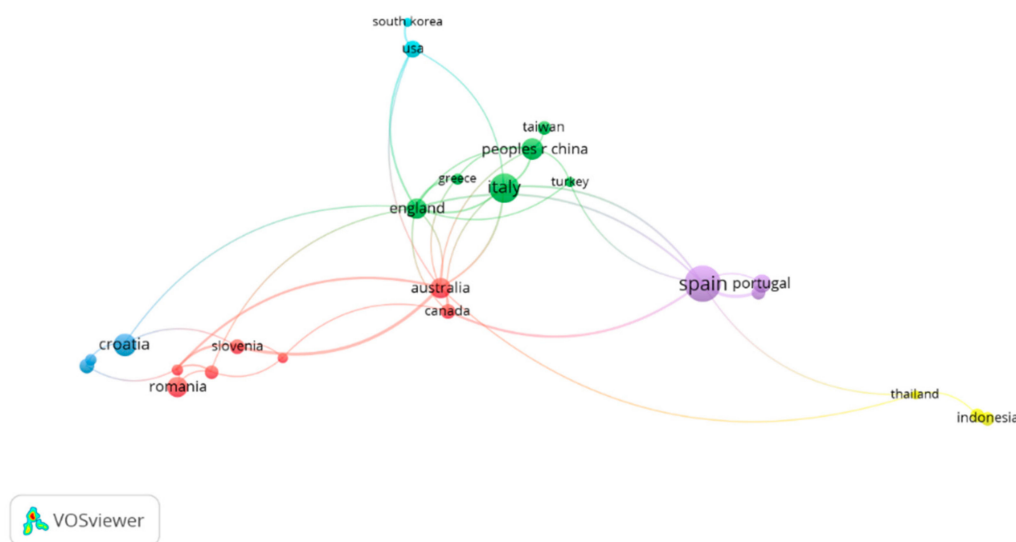 south korea
usa
taiwan
peoples r china
greece
turkey
italy
england
spain
portugal
australia
canada
croatia
slovenia
romania
thailand
indonesia
VOSviewer